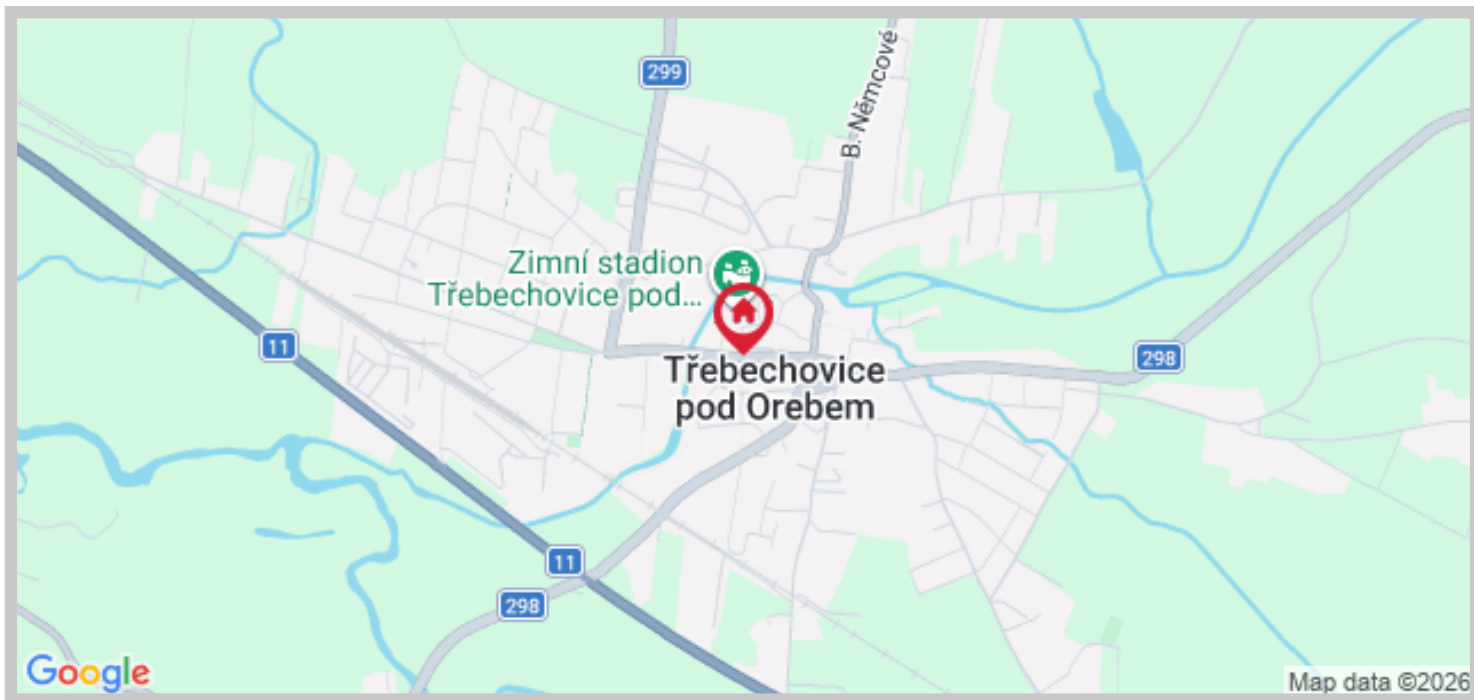 299
B. Němcové
Zimní stadion
Třebechovice pod...
11
298
Třebechovice
pod Orebem
11
298
Google
Map data ©2026